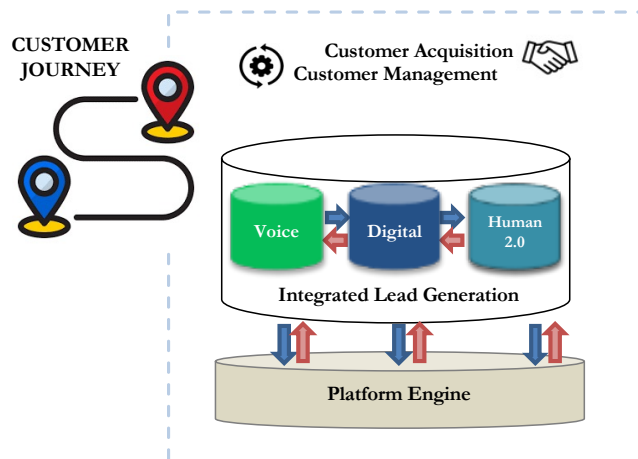 CUSTOMER
JOURNEY
Customer Acquisition
Customer Management
Voice
Digital
Human
2.0
Integrated Lead Generation
Platform Engine